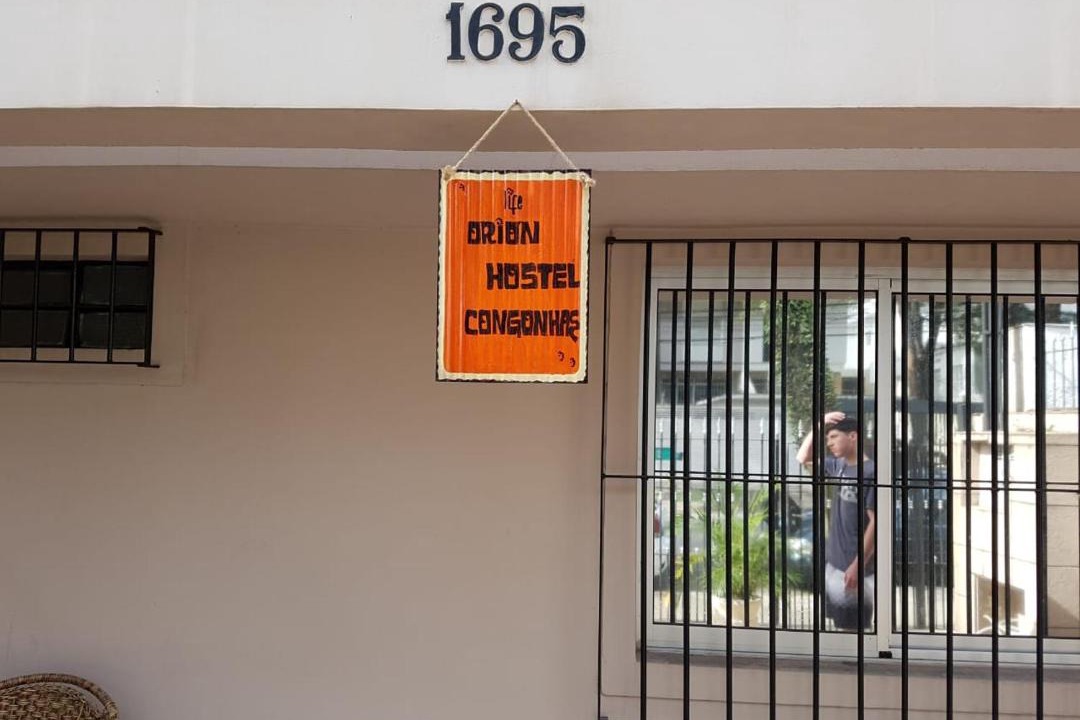 1695
life
ORION
HOSTEL
CONGONHAS